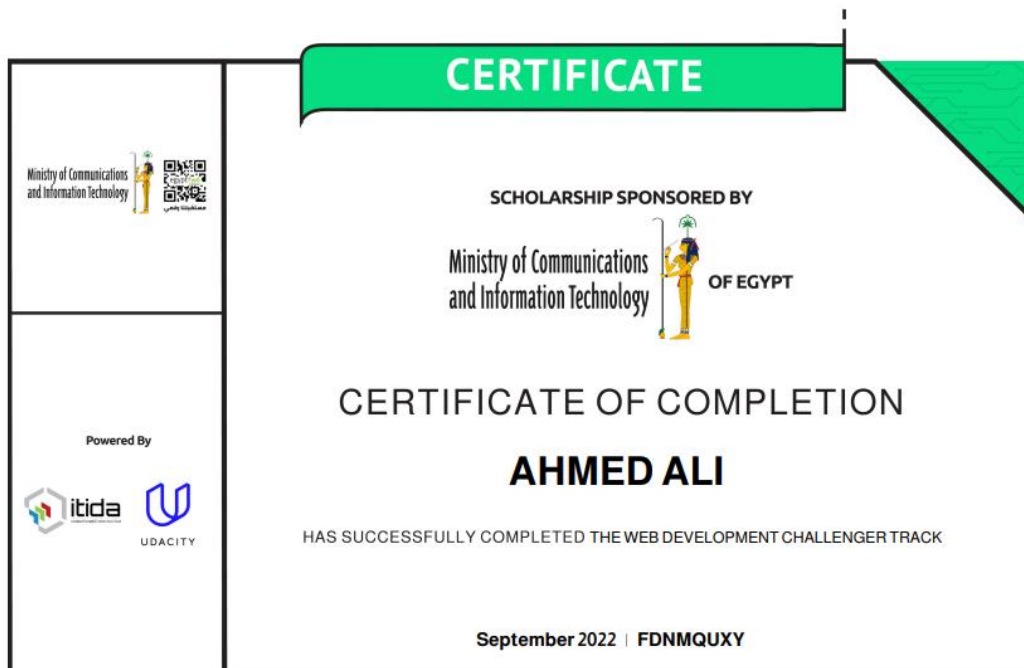 CERTIFICATE
Ministry of Communications
and Information Technology
SCHOLARSHIP SPONSORED BY
Ministry of Communications
and Information Technology
OF EGYPT
CERTIFICATE OF COMPLETION
AHMED ALI
HAS SUCCESSFULLY COMPLETED THE WEB DEVELOPMENT CHALLENGER TRACK
September 2022 | FDNMQUXY
Powered By
itida
UDACITY